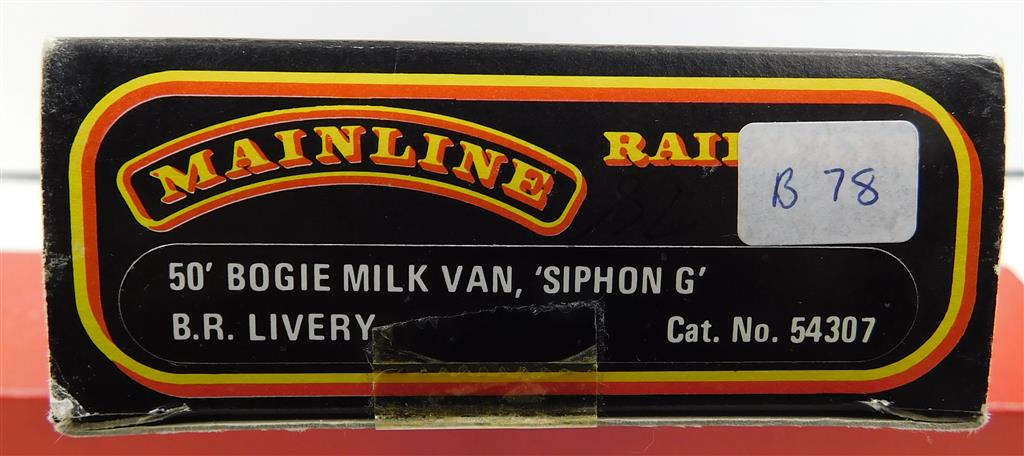 MAINLINE RAI
B 78
50' BOGIE MILK VAN, 'SIPHON G'
B.R. LIVERY Cat. No. 54307